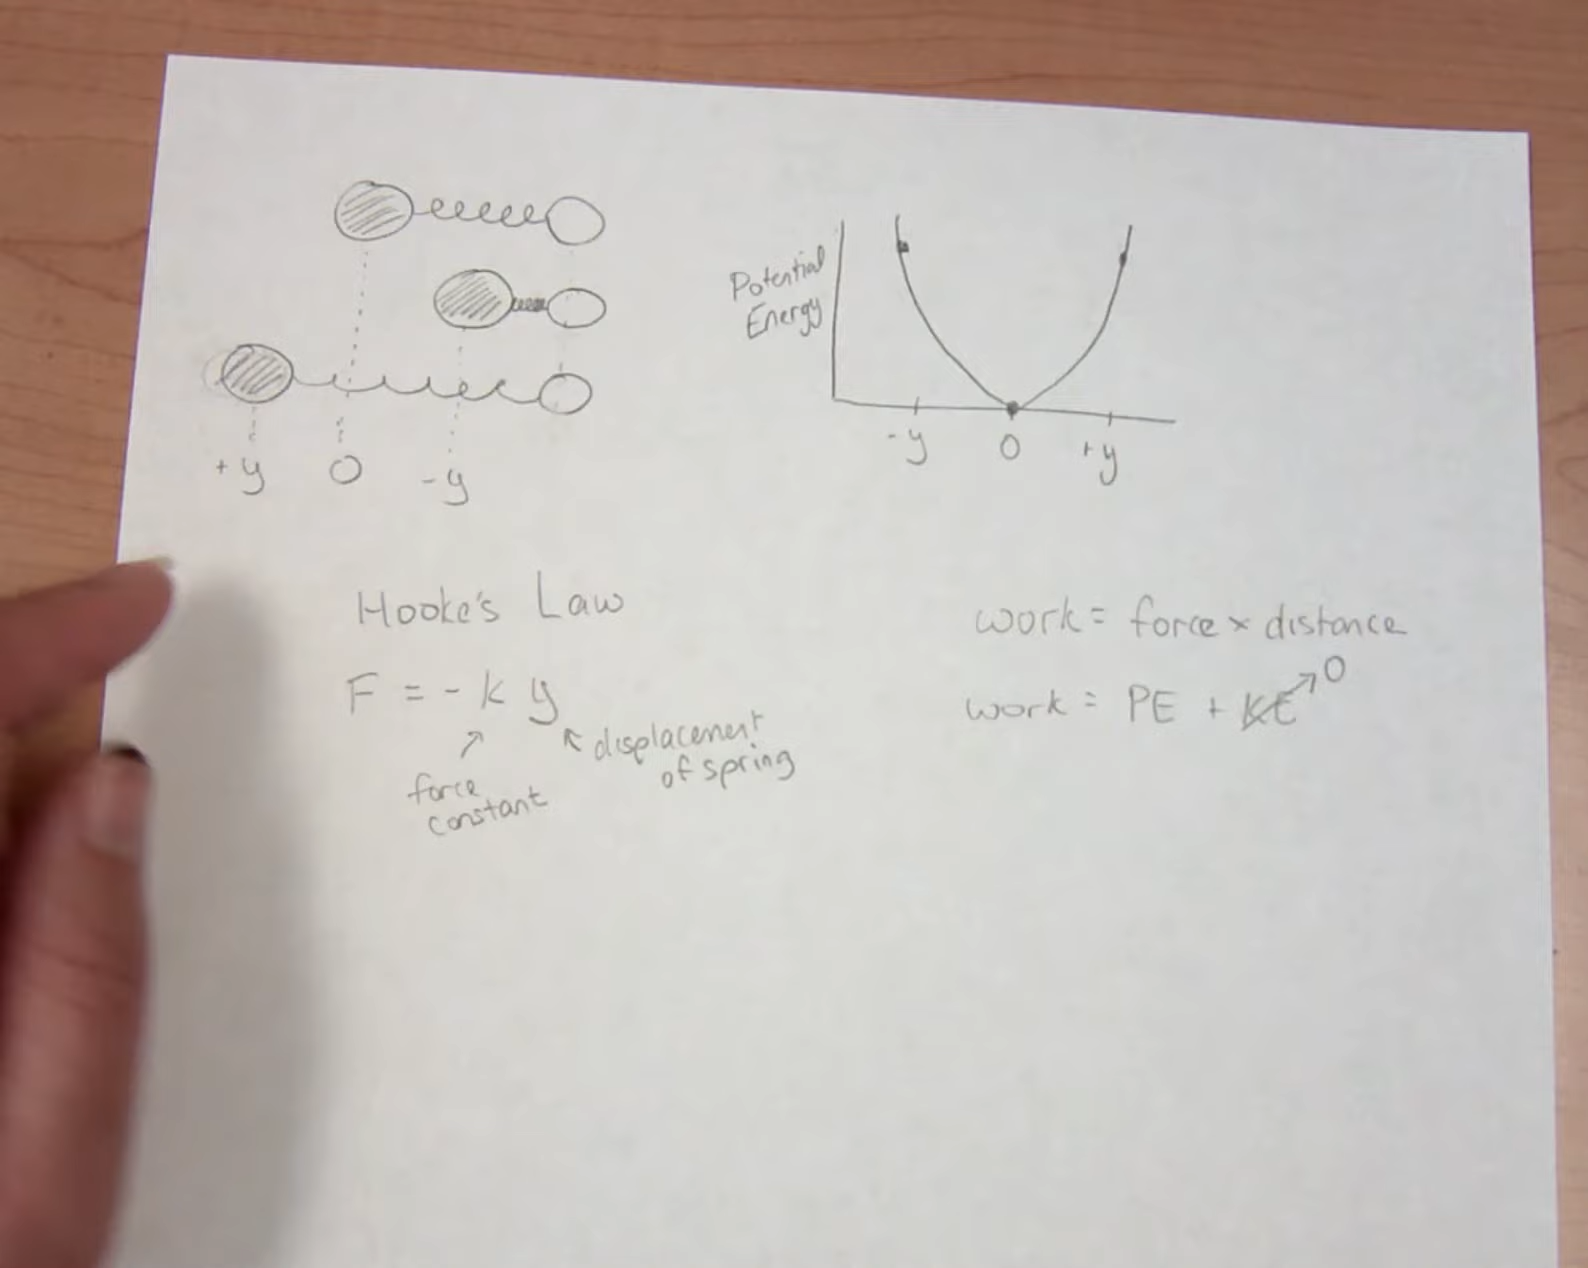 +y 0 -y
Potential
Energy
-y 0 +y
Hooke's Law
F = - k y
force
constant
displacement
of spring
work = force × distance
work = PE + KE 0